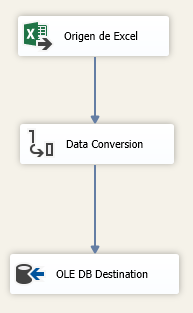 Origen de Excel
Data Conversion
OLE DB Destination